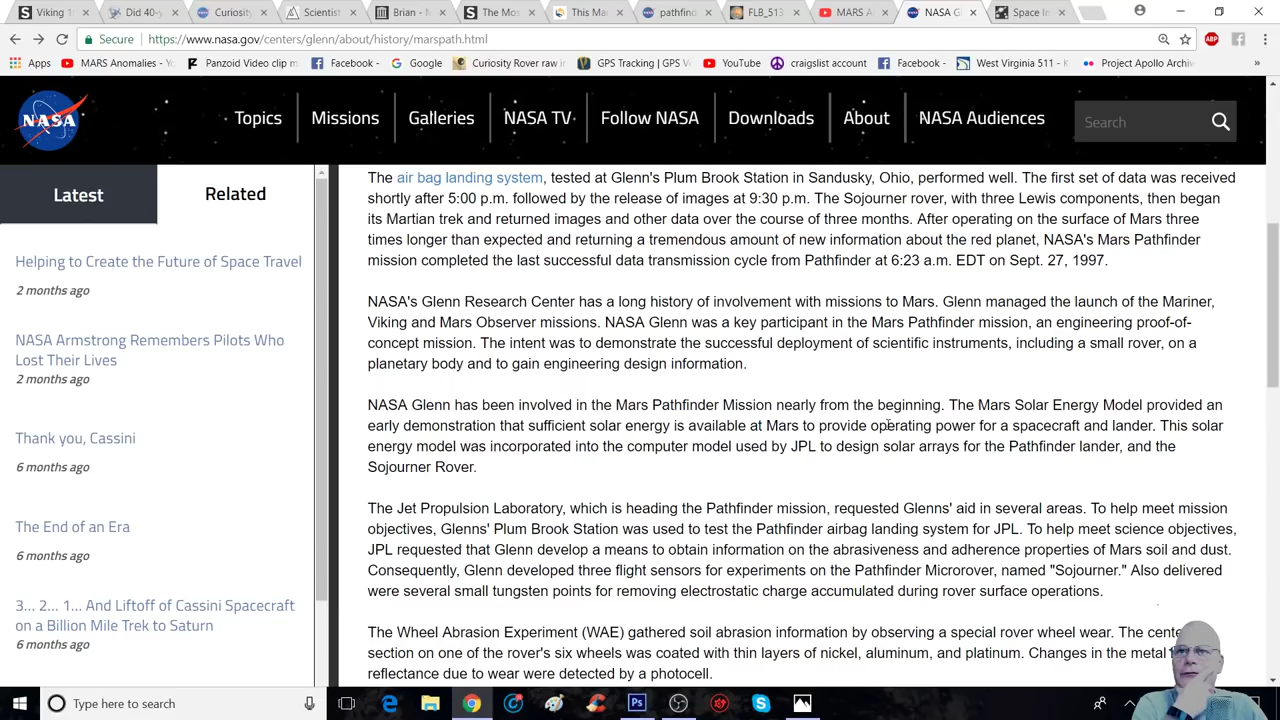 Viking 1
Did 40-y
Curiosity
Scientist
Brian - M
The Mos
This Mar
pathfind
FLB_513
MARS A
NASA Gl
Space In
Secure
https://www.nasa.gov/centers/glenn/about/history/marspath.html
ABP
Apps
MARS Anomalies - Yo
Panzoid Video clip m
Facebook -
Google
Curiosity Rover raw i
GPS Tracking | GPS V
YouTube
craigslist account
Facebook -
West Virginia 511 -
Project Apollo Archiv
NASA
Topics
Missions
Galleries
NASA TV
Follow NASA
Downloads
About
NASA Audiences
Search
Latest
Related
Helping to Create the Future of Space Travel
2 months ago
NASA Armstrong Remembers Pilots Who
Lost Their Lives
2 months ago
Thank you, Cassini
6 months ago
The End of an Era
6 months ago
3... 2... 1... And Liftoff of Cassini Spacecraft
on a Billion Mile Trek to Saturn
6 months ago
The air bag landing system, tested at Glenn's Plum Brook Station in Sandusky, Ohio, performed well. The first set of data was received
shortly after 5:00 p.m. followed by the release of images at 9:30 p.m. The Sojourner rover, with three Lewis components, then began
its Martian trek and returned images and other data over the course of three months. After operating on the surface of Mars three
times longer than expected and returning a tremendous amount of new information about the red planet, NASA's Mars Pathfinder
mission completed the last successful data transmission cycle from Pathfinder at 6:23 a.m. EDT on Sept. 27, 1997.
NASA's Glenn Research Center has a long history of involvement with missions to Mars. Glenn managed the launch of the Mariner,
Viking and Mars Observer missions. NASA Glenn was a key participant in the Mars Pathfinder mission, an engineering proof-of-
concept mission. The intent was to demonstrate the successful deployment of scientific instruments, including a small rover, on a
planetary body and to gain engineering design information.
NASA Glenn has been involved in the Mars Pathfinder Mission nearly from the beginning. The Mars Solar Energy Model provided an
early demonstration that sufficient solar energy is available at Mars to provide operating power for a spacecraft and lander. This solar
energy model was incorporated into the computer model used by JPL to design solar arrays for the Pathfinder lander, and the
Sojourner Rover.
The Jet Propulsion Laboratory, which is heading the Pathfinder mission, requested Glenns' aid in several areas. To help meet mission
objectives, Glenns' Plum Brook Station was used to test the Pathfinder airbag landing system for JPL. To help meet science objectives,
JPL requested that Glenn develop a means to obtain information on the abrasiveness and adherence properties of Mars soil and dust.
Consequently, Glenn developed three flight sensors for experiments on the Pathfinder Microrover, named "Sojourner." Also delivered
were several small tungsten points for removing electrostatic charge accumulated during rover surface operations.
The Wheel Abrasion Experiment (WAE) gathered soil abrasion information by observing a special rover wheel wear. The cente
section on one of the rover's six wheels was coated with thin layers of nickel, aluminum, and platinum. Changes in the metal
reflectance due to wear were detected by a photocell.
Type here to search
Ps